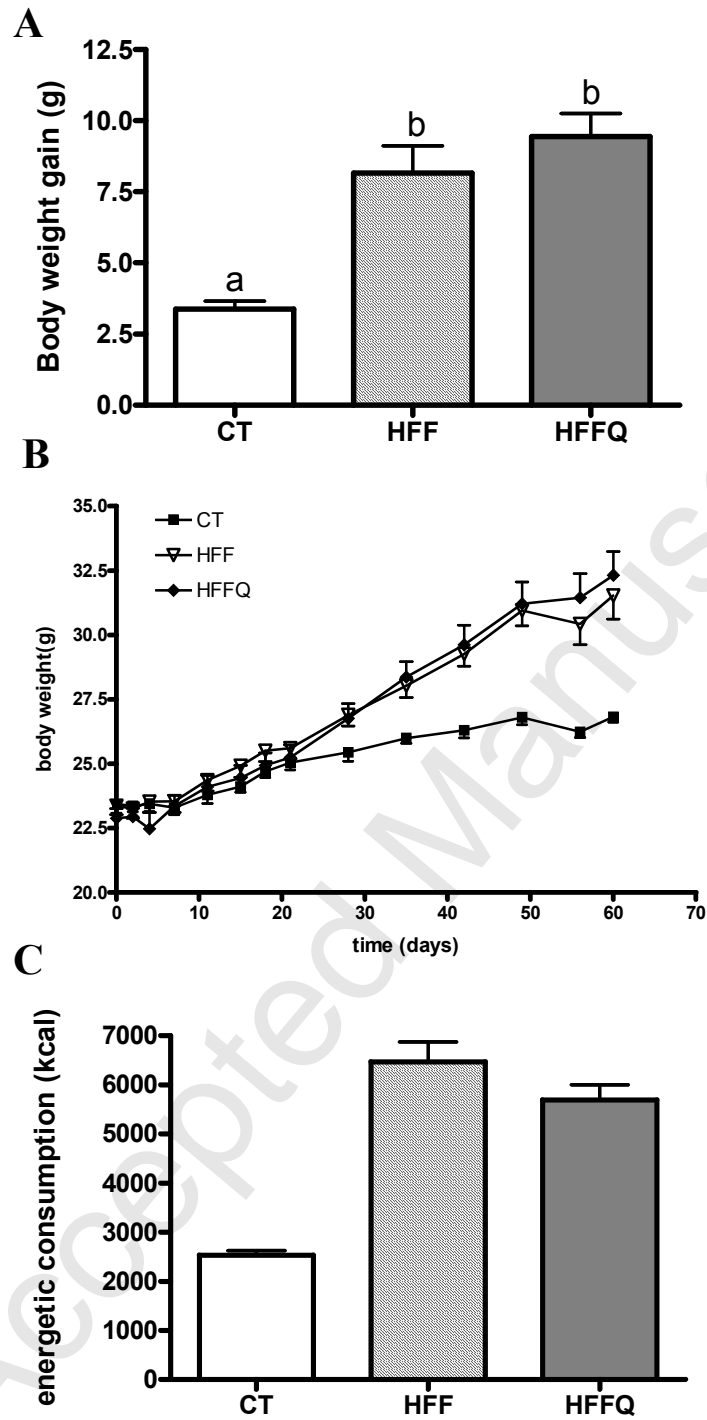 A
12.5
10.0
7.5
5.0
2.5
0.0
Body weight gain (g)
a
b
b
CT
HFF
HFFQ
B
35.0
32.5
30.0
27.5
25.0
22.5
20.0
body weight(g)
CT
HFF
HFFQ
0 10 20 30 40 50 60 70
time (days)
C
7000
6000
5000
4000
3000
2000
1000
0
energetic consumption (kcal)
CT
HFF
HFFQ
Accepted Manus